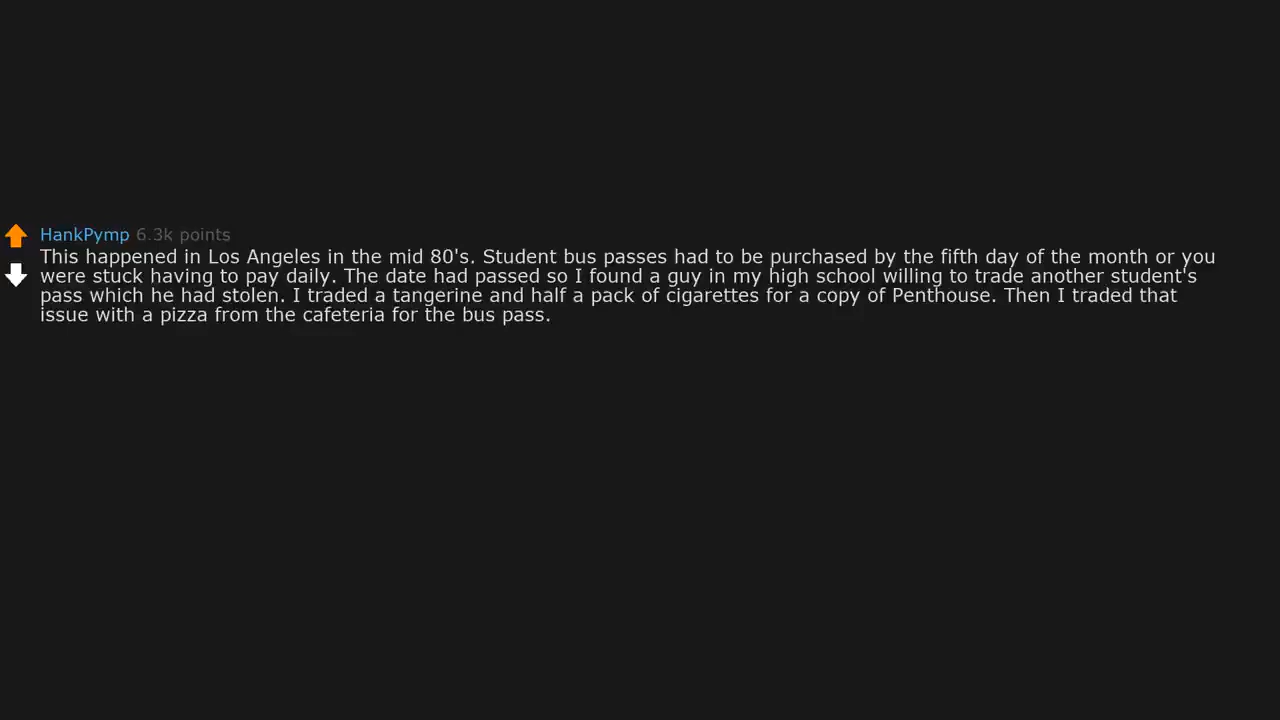 HankPymp 6.3k points
This happened in Los Angeles in the mid 80's. Student bus passes had to be purchased by the fifth day of the month or you
were stuck having to pay daily. The date had passed so I found a guy in my high school willing to trade another student's
pass which he had stolen. I traded a tangerine and half a pack of cigarettes for a copy of Penthouse. Then I traded that
issue with a pizza from the cafeteria for the bus pass.